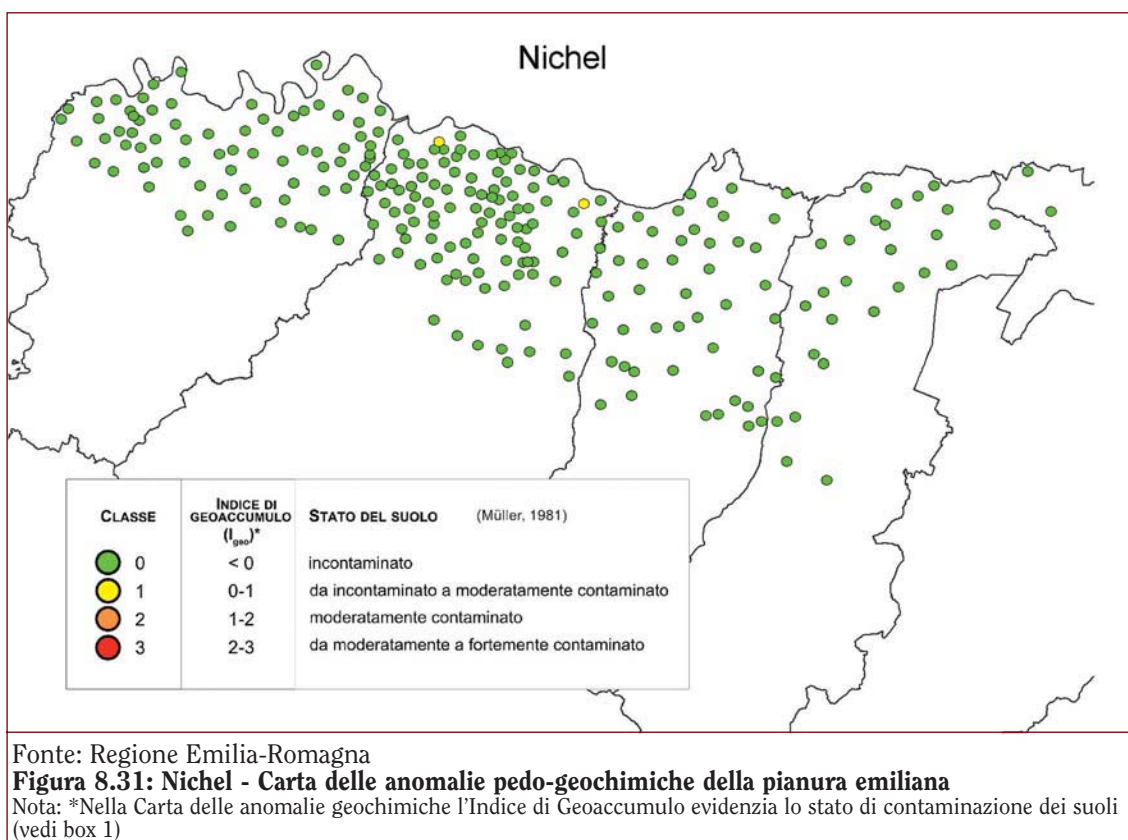 Nichel
CLASSE INDICE DI GEOACCUMULO (Igeo)* STATO DEL SUOLO (Müller, 1981)
0 < 0 incontaminato
1 0-1 da incontaminato a moderatamente contaminato
2 1-2 moderatamente contaminato
3 2-3 da moderatamente a fortemente contaminato
Fonte: Regione Emilia-Romagna
Figura 8.31: Nichel - Carta delle anomalie pedo-geochimiche della pianura emiliana
Nota: *Nella Carta delle anomalie geochimiche l'Indice di Geoaccumulo evidenzia lo stato di contaminazione dei suoli
(vedi box 1)